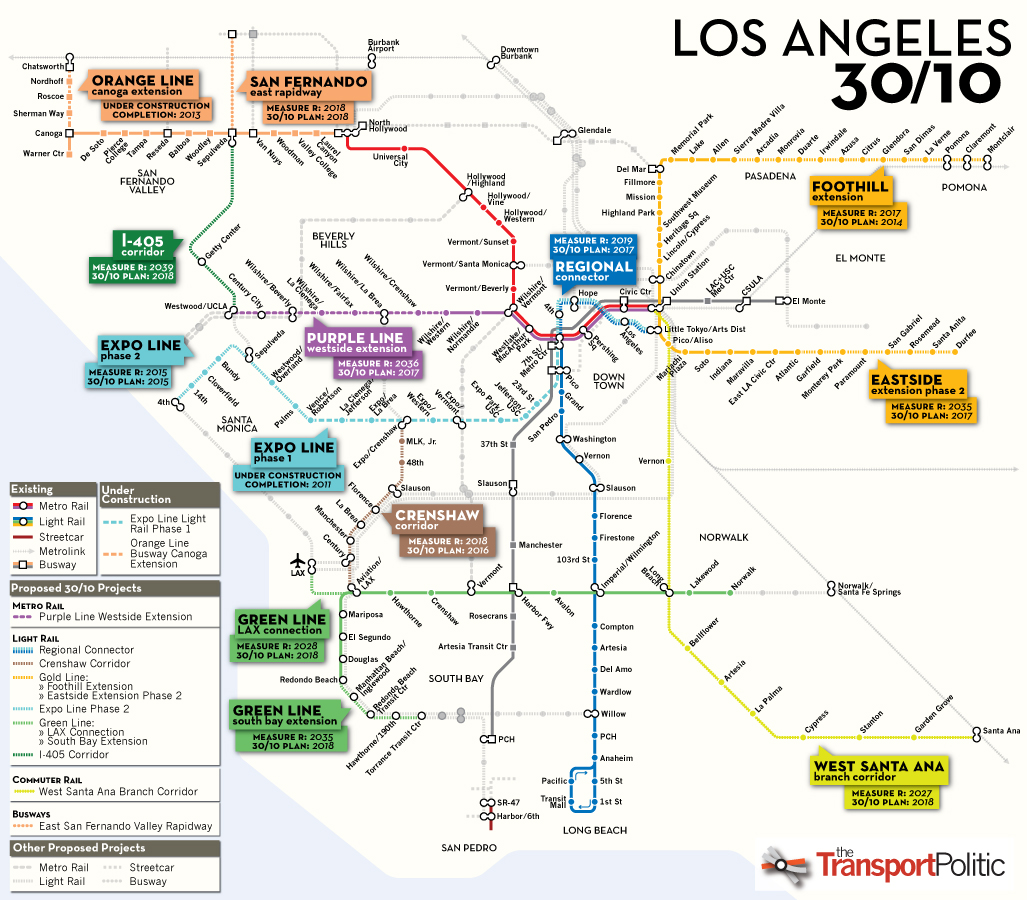 LOS ANGELES
30/10
Burbank
Airport
Downtown
Burbank
Chatsworth
Nordhoff
Roscoe
Sherman Way
Canoga
Warner Ctr
ORANGE LINE
canoga extension
UNDER CONSTRUCTION
COMPLETION: 2013
SAN FERNANDO
east rapidway
MEASURE R: 2018
30/10 PLAN: 2018
De Soto
Pierce
College
Tampa
Reseda
Balboa
Woodley
Sepulveda
Van Nuys
Woodman
Valley College
Laurel
Canyon
North
Hollywood
Universal
City
SAN
FERNANDO
VALLEY
Glendale
Hollywood
/Highland
Hollywood/
Vine
Hollywood/
Western
Vermont/Sunset
Vermont/Santa Monica
Vermont/Beverly
Wilshire/
Vermont
BEVERLY
HILLS
Del Mar
Fillmore
Mission
Highland Park
Southwest Museum
Heritage Sq
Lincoln/Cypress
Chinatown
Union Station
Memorial Park
Lake
Allen
Sierra Madre Villa
Arcadia
Monrovia
Duarte
Irwindale
Azusa
Citrus
Glendora
San Dimas
La Verne
Pomona
Claremont
Montclair
PASADENA
POMONA
FOOTHILL
extension
MEASURE R: 2017
30/10 PLAN: 2014
EL MONTE
I-405
corridor
MEASURE R: 2039
30/10 PLAN: 2018
Getty Center
MEASURE R: 2019
30/10 PLAN: 2017
REGIONAL
connector
Westwood/UCLA
Century City
Wilshire/Beverly
Wilshire/
La Cienega
Wilshire/Fairfax
Wilshire/La Brea
Wilshire/Crenshaw
Wilshire/
Western
Wilshire/
Normandie
Westlake/
MacArthur
Park
7th St/
Metro Ctr
4th
Hope
Civic Ctr
Pershing
Sq
Los
Angeles
LAC+USC
Med Ctr
CSULA
El Monte
Little Tokyo/Arts Dist
Pico/Aliso
PURPLE LINE
westside extension
MEASURE R: 2036
30/10 PLAN: 2017
EXPO LINE
phase 2
MEASURE R: 2015
30/10 PLAN: 2015
4th
14th
Cloverfield
Bundy
Sepulveda
Westwood/
Overland
Palms
Venice/
Robertson
La Cienega/
Jefferson
Expo/
La Brea
Expo/
Western
Expo/
Vermont
Expo Park/
USC
Jefferson/
USC
23rd St
Pico
DOWN
TOWN
Mariachi
Plaza
Soto
Indiana
Maravilla
East LA Civic Ctr
Atlantic
Garfield
Monterey Park
Paramount
San Gabriel
Rosemead
Santa Anita
Durfee
EASTSIDE
extension phase 2
MEASURE R: 2035
30/10 PLAN: 2017
SANTA
MONICA
EXPO LINE
phase 1
UNDER CONSTRUCTION
COMPLETION: 2011
Expo/Crenshaw
MLK, Jr.
48th
Slauson
Florence
La Brea
Manchester
Century
Aviation/
LAX
LAX
CRENSHAW
corridor
MEASURE R: 2018
30/10 PLAN: 2016
37th St
Slauson
Manchester
Vermont
Rosecrans
Artesia Transit Ctr
PCH
Grand
San Pedro
Washington
Vernon
Slauson
Florence
Firestone
103rd St
Imperial/Wilmington
Vernon
NORWALK
Compton
Artesia
Del Amo
Wardlow
Willow
PCH
Anaheim
Pacific
5th St
Transit
Mall
1st St
LONG BEACH
SR-47
Harbor/6th
SAN PEDRO
Hawthorne
Crenshaw
Harbor Fwy
Avalon
Long
Beach
Lakewood
Norwalk
Norwalk/
Santa Fe Springs
Mariposa
El Segundo
Douglas
Redondo Beach
Manhattan Beach/
Inglewood
Redondo Beach
Transit Ctr
Hawthorne/190th
Torrance Transit Ctr
SOUTH BAY
GREEN LINE
LAX connection
MEASURE R: 2028
30/10 PLAN: 2018
GREEN LINE
south bay extension
MEASURE R: 2035
30/10 PLAN: 2018
Bellflower
Artesia
La Palma
Cypress
Stanton
Garden Grove
Santa Ana
WEST SANTA ANA
branch corridor
MEASURE R: 2027
30/10 PLAN: 2018
Existing
Metro Rail
Light Rail
Streetcar
Metrolink
Busway
Under
Construction
Expo Line Light
Rail Phase 1
Orange Line
Busway Canoga
Extension
Proposed 30/10 Projects
METRO RAIL
Purple Line Westside Extension
LIGHT RAIL
Regional Connector
Crenshaw Corridor
Gold Line:
» Foothill Extension
» Eastside Extension Phase 2
Expo Line Phase 2
Green Line:
» LAX Connection
» South Bay Extension
I-405 Corridor
COMMUTER RAIL
West Santa Ana Branch Corridor
BUSWAYS
East San Fernando Valley Rapidway
Other Proposed Projects
Metro Rail
Streetcar
Light Rail
Busway
the
TransportPolitic